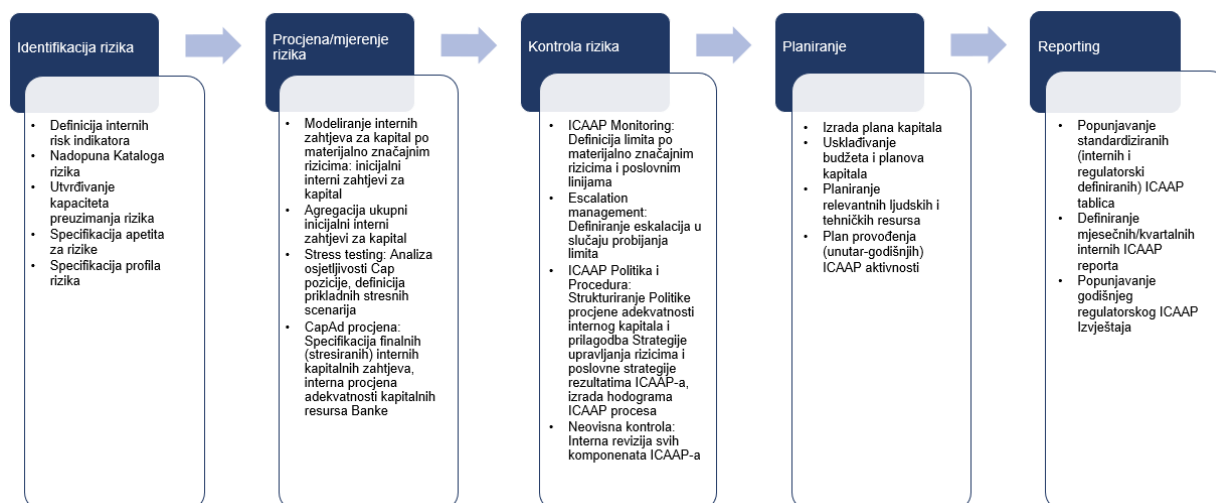 Identifikacija rizika
• Definicija internih
risk indikatora
• Nadopuna Kataloga
rizika
• Utvrđivanje
kapaciteta
preuzimanja rizika
• Specifikacija apetita
za rizike
• Specifikacija profila
rizika
Procjena/mjerenje
rizika
• Modeliranje internih
zahtjeva za kapital po
materijalno značajnim
rizicima: inicijalni
interni zahtjevi za
kapital
• Agregacija ukupni
inicijalni interni
zahtjevi za kapital
• Stress testing: Analiza
osjetljivosti Cap
pozicije, definicija
prikladnih stresnih
scenarija
• CapAd procjena:
Specifikacija finalnih
(stresiranih) internih
kapitalnih zahtjeva,
interna procjena
adekvatnosti kapitalnih
resursa Banke
Kontrola rizika
• ICAAP Monitoring:
Definicija limita po
materijalno značajnim
rizicima i poslovnim
linijama
• Escalation
management:
Definiranje eskalacija u
slučaju probijanja
limita
• ICAAP Politika i
Procedura:
Strukturiranje Politike
procjene adekvatnosti
internog kapitala i
prilagodba Strategije
upravljanja rizicima i
poslovne strategije
rezultatima ICAAP-a,
izrada hodograma
ICAAP procesa
• Neovisna kontrola:
Interna revizija svih
komponenata ICAAP-a
Planiranje
• Izrada plana kapitala
• Usklađivanje
budžeta i planova
kapitala
• Planiranje
relevantnih ljudskih i
tehničkih resursa
• Plan provođenja
(unutar-godišnjih)
ICAAP aktivnosti
Reporting
• Popunjavanje
standardiziranih
(internih i
regulatorski
definiranih) ICAAP
tablica
• Definiranje
mjesečnih/kvartalnih
internih ICAAP
reporta
• Popunjavanje
godišnjeg
regulatorskog ICAAP
Izvještaja